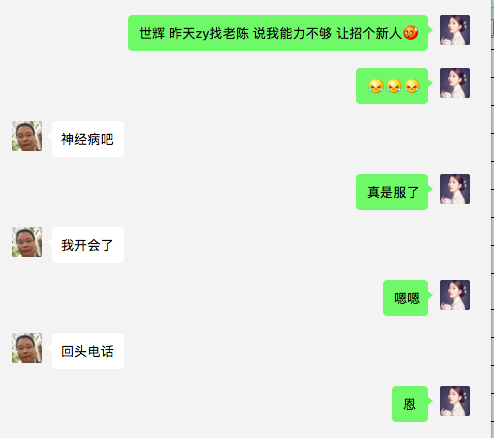 世辉 昨天zy找老陈 说我能力不够 让招个新人😡
😂😂😂
神经病吧
真是服了
我开会了
嗯嗯
回头电话
恩